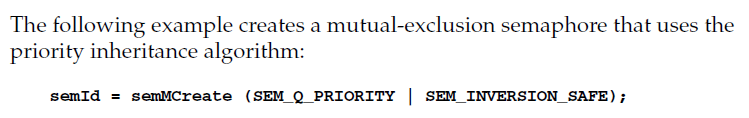 The following example creates a mutual-exclusion semaphore that uses the
priority inheritance algorithm:
semId = semMCreate (SEM_Q_PRIORITY | SEM_INVERSION_SAFE);